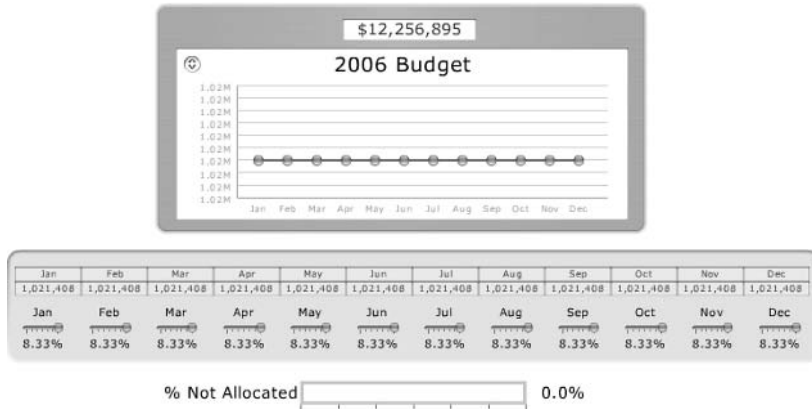 $12,256,895
2006 Budget
1.02M
1.02M
1.02M
1.02M
1.02M
1.02M
1.02M
1.02M
1.02M
1.02M
Jan Feb Mar Apr May Jun Jul Aug Sep Oct Nov Dec
Jan Feb Mar Apr May Jun Jul Aug Sep Oct Nov Dec
1,021,408 1,021,408 1,021,408 1,021,408 1,021,408 1,021,408 1,021,408 1,021,408 1,021,408 1,021,408 1,021,408 1,021,408
Jan Feb Mar Apr May Jun Jul Aug Sep Oct Nov Dec
8.33% 8.33% 8.33% 8.33% 8.33% 8.33% 8.33% 8.33% 8.33% 8.33% 8.33% 8.33%
% Not Allocated 0.0%